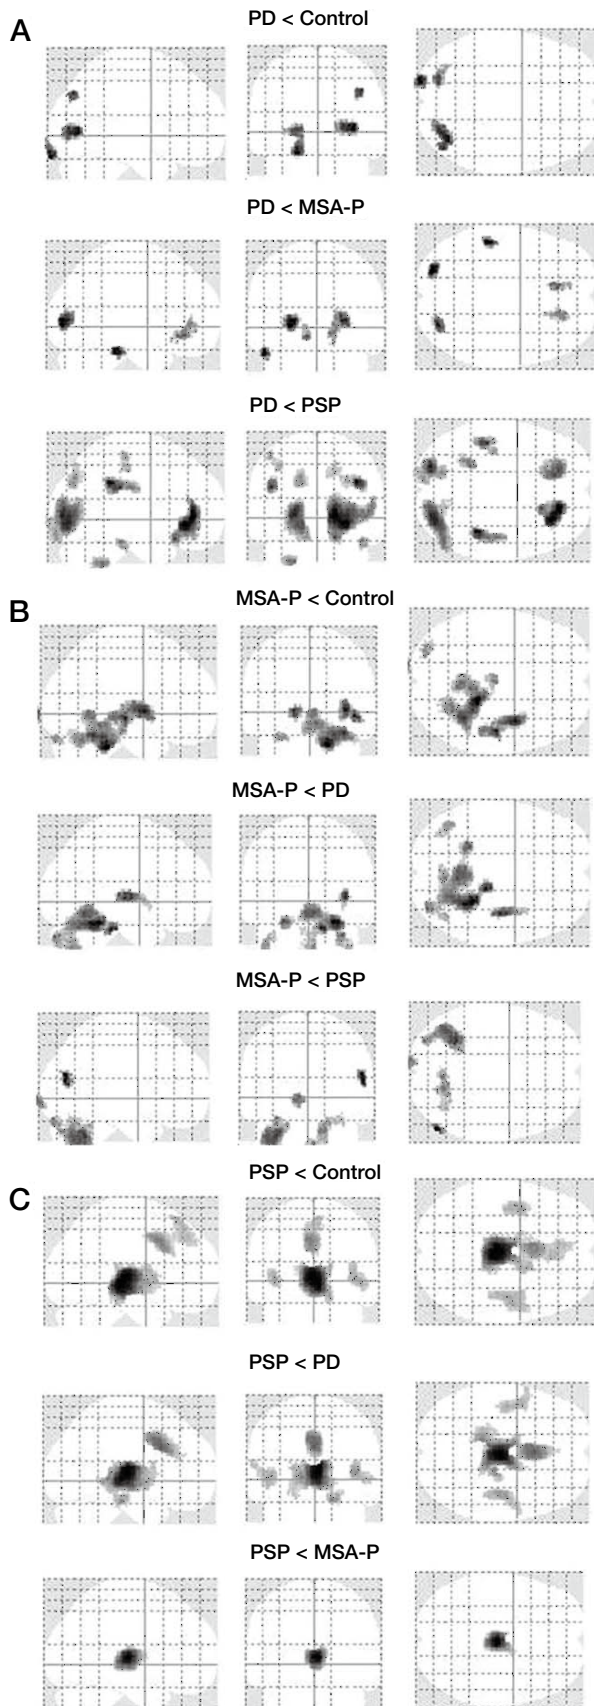 A
PD < Control
PD < MSA-P
PD < PSP
B
MSA-P < Control
MSA-P < PD
MSA-P < PSP
C
PSP < Control
PSP < PD
PSP < MSA-P